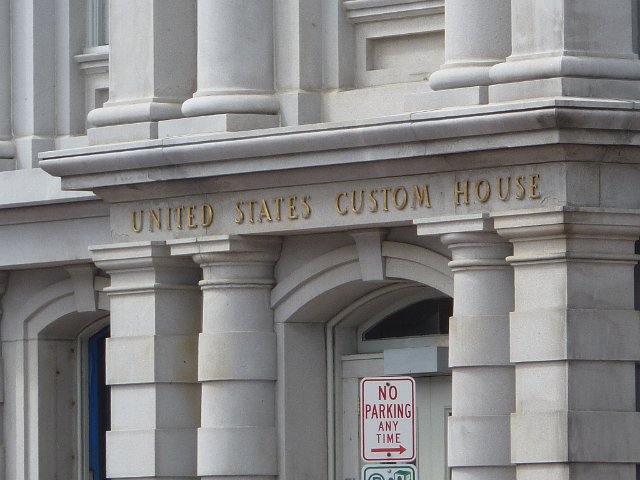 UNITED STATES CUSTOM HOUSE
NO
PARKING
ANY
TIME